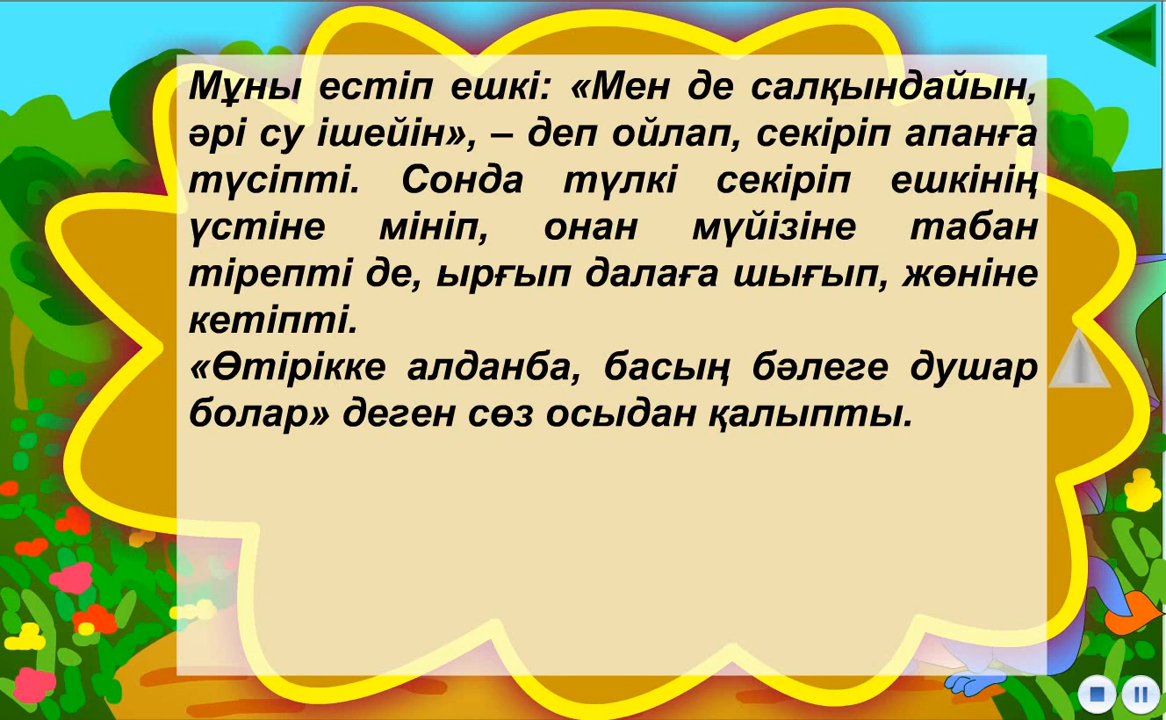 Мұны естіп ешкі: «Мен де салқындайын,
әрі су ішейін», – деп ойлап, секіріп апанға
түсіпті. Сонда түлкі секіріп ешкінің
үстіне мініп, онан мүйізіне табан
тірепті де, ырғып далаға шығып, жөніне
кетіпті.
«Өтірікке алданба, басың бәлеге душар
болар» деген сөз осыдан қалыпты.